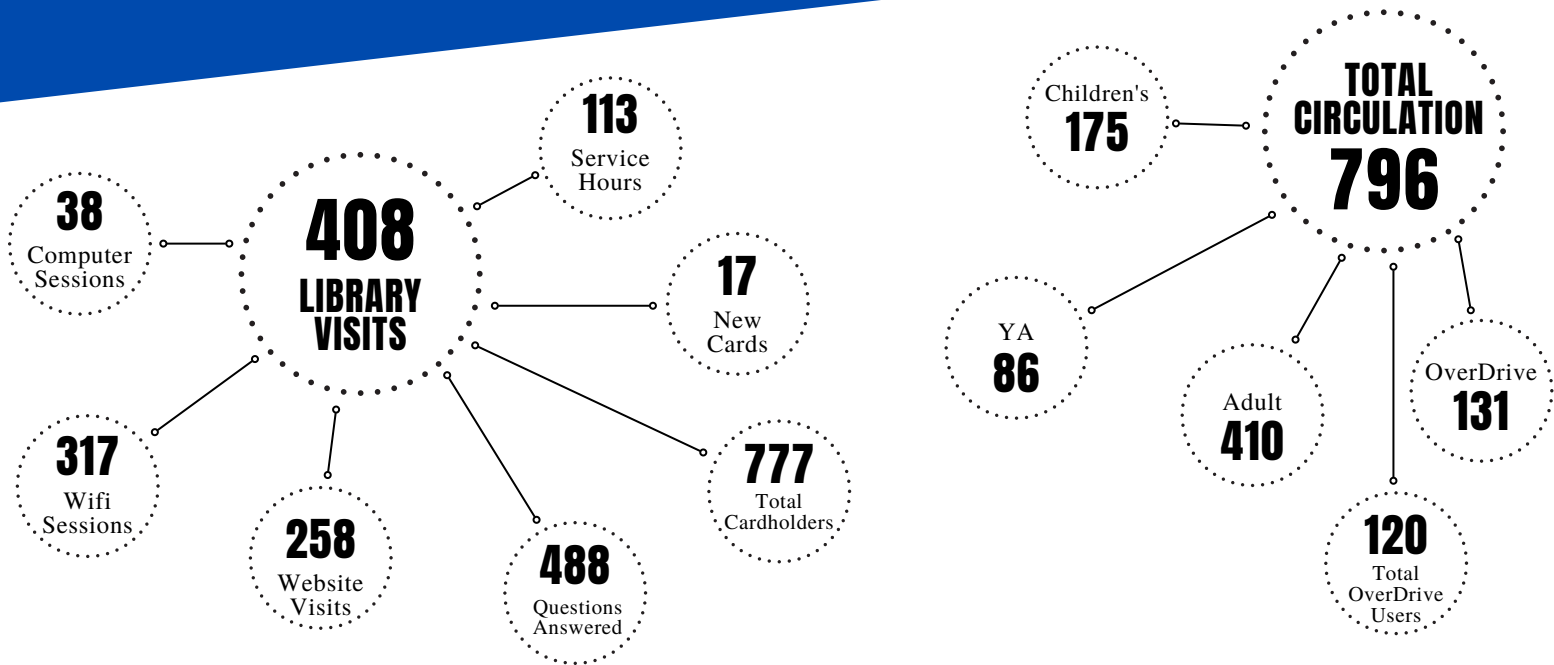 408
LIBRARY
VISITS
113
Service
Hours
38
Computer
Sessions
17
New
Cards
317
Wifi
Sessions
258
Website
Visits
488
Questions
Answered
777
Total
Cardholders
TOTAL
CIRCULATION
796
Children's
175
YA
86
Adult
410
OverDrive
131
120
Total
OverDrive
Users